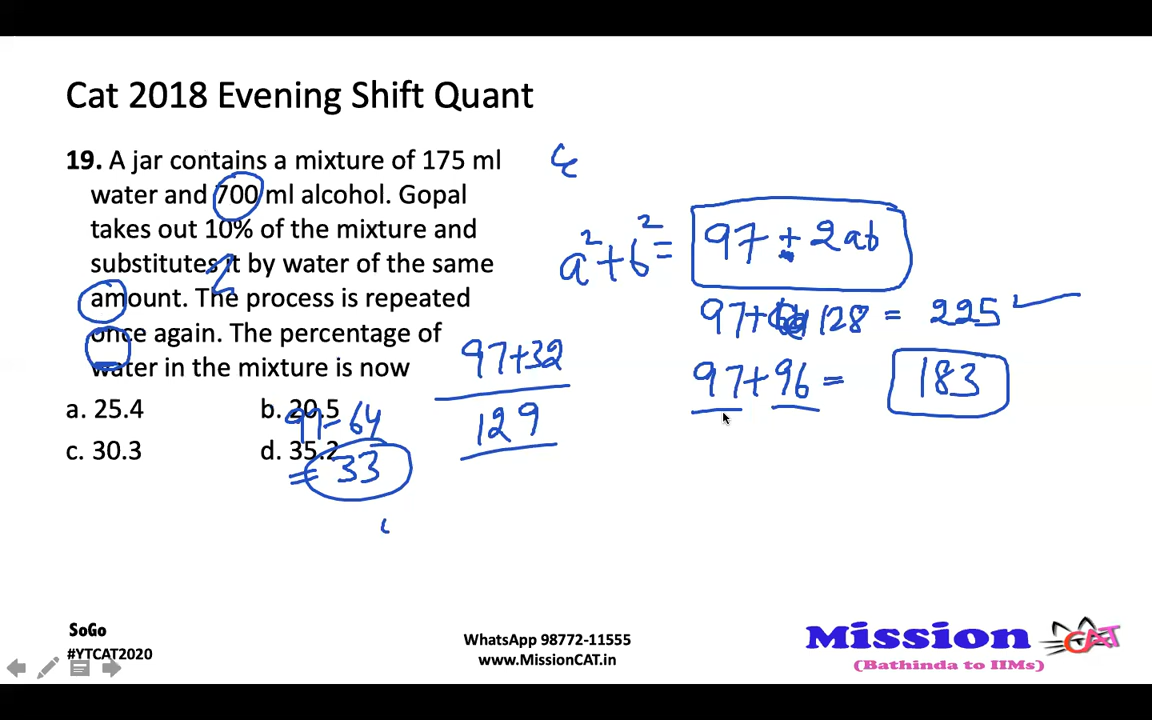 Cat 2018 Evening Shift Quant
19. A jar contains a mixture of 175 ml
water and 700 ml alcohol. Gopal
takes out 10% of the mixture and
substitutes it by water of the same
amount. The process is repeated
once again. The percentage of
water in the mixture is now
a. 25.4 b. 20.5
c. 30.3 d. 35.2
a² + b² = 97 ± 2ab
97+ 128 = 225
97+96 = 183
97+32
129
97-64
= 33
SoGo
#YTCAT2020
WhatsApp 98772-11555
www.MissionCAT.in
Mission CAT
(Bathinda to IIMs)